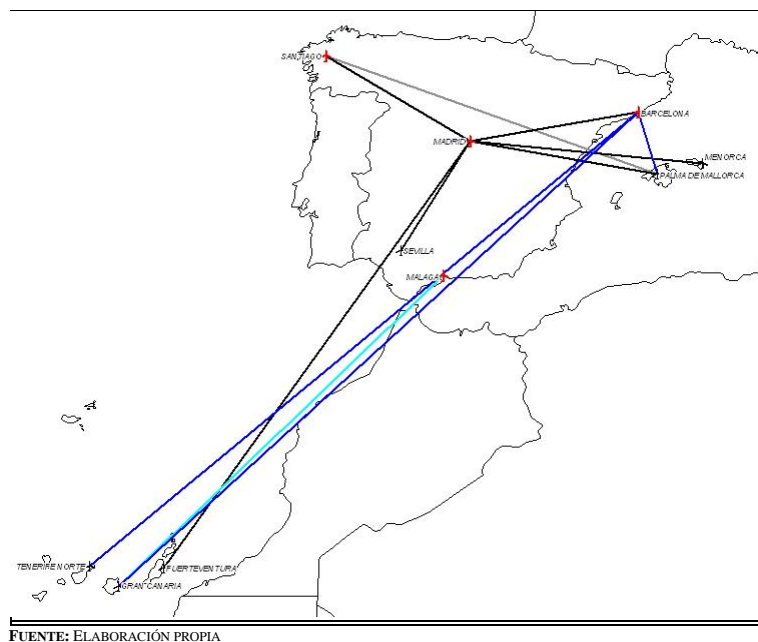 SANTIAGO
BARCELONA
MADRID
MENORCA
PALMA DE MALLORCA
SEVILLA
MALAGA
TENERIFE NORTE
FUERTEVENTURA
GRAN CANARIA
FUENTE: ELABORACIÓN PROPIA